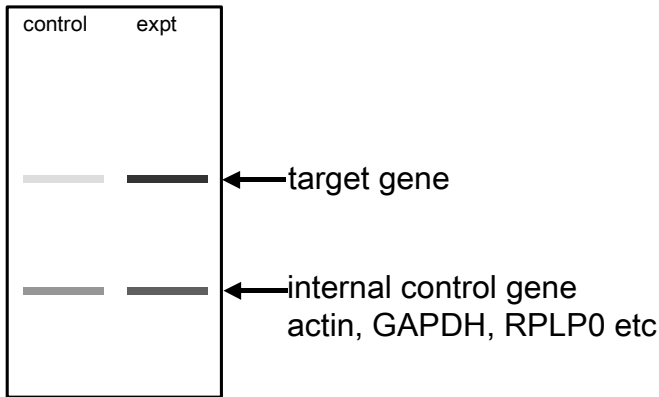 control expt
target gene
internal control gene
actin, GAPDH, RPLP0 etc